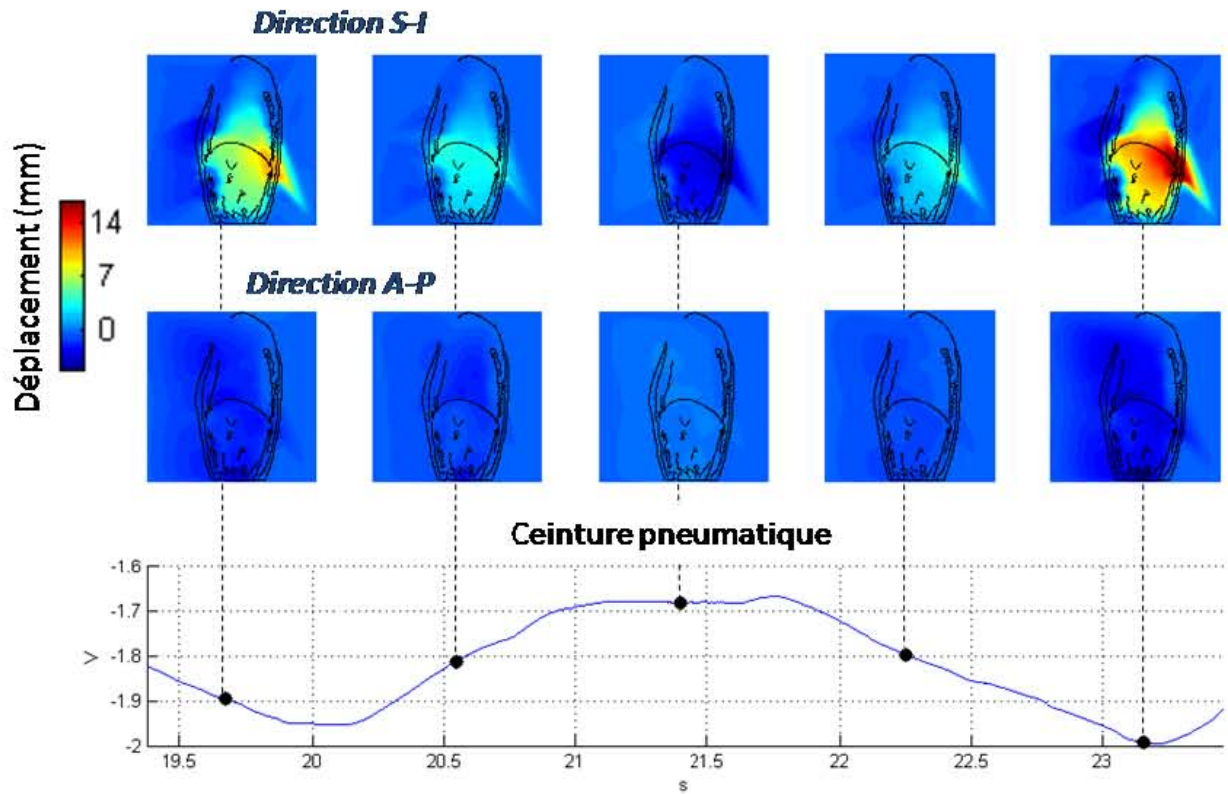 Direction S-I
Déplacement (mm)
14
7
0
Direction A-P
Ceinture pneumatique
-1.6
-1.7
-1.8
-1.9
-2
V
19.5 20 20.5 21 21.5 22 22.5 23
s